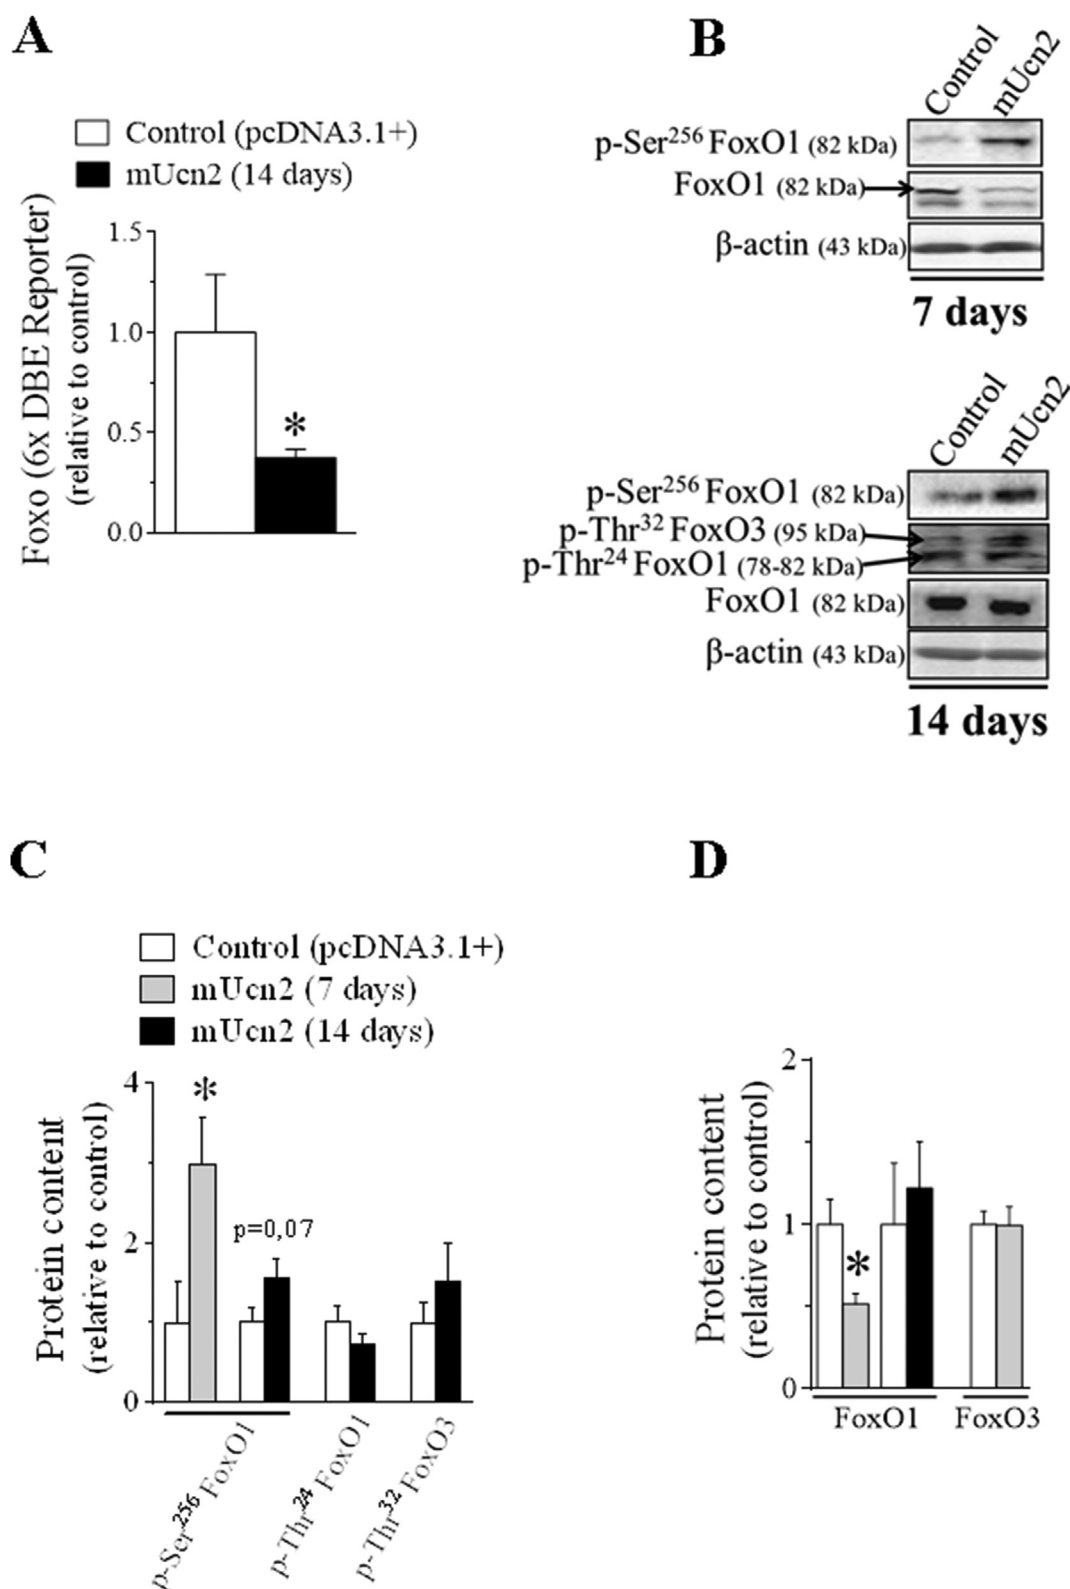 A
Control (pcDNA3.1+)
mUcn2 (14 days)
Foxo (6x DBE Reporter)
(relative to control)
1.5
1.0
0.5
0.0
*
B
Control
mUcn2
p-Ser²⁵⁶ FoxO1 (82 kDa)
FoxO1 (82 kDa)
β-actin (43 kDa)
7 days
Control
mUcn2
p-Ser²⁵⁶ FoxO1 (82 kDa)
p-Thr³² FoxO3 (95 kDa)
p-Thr²⁴ FoxO1 (78-82 kDa)
FoxO1 (82 kDa)
β-actin (43 kDa)
14 days
C
Control (pcDNA3.1+)
mUcn2 (7 days)
mUcn2 (14 days)
Protein content
(relative to control)
4
2
0
*
p=0,07
p-Ser²⁵⁶ FoxO1
p-Thr²⁴ FoxO1
p-Thr³² FoxO3
D
Protein content
(relative to control)
2
1
0
*
FoxO1
FoxO3